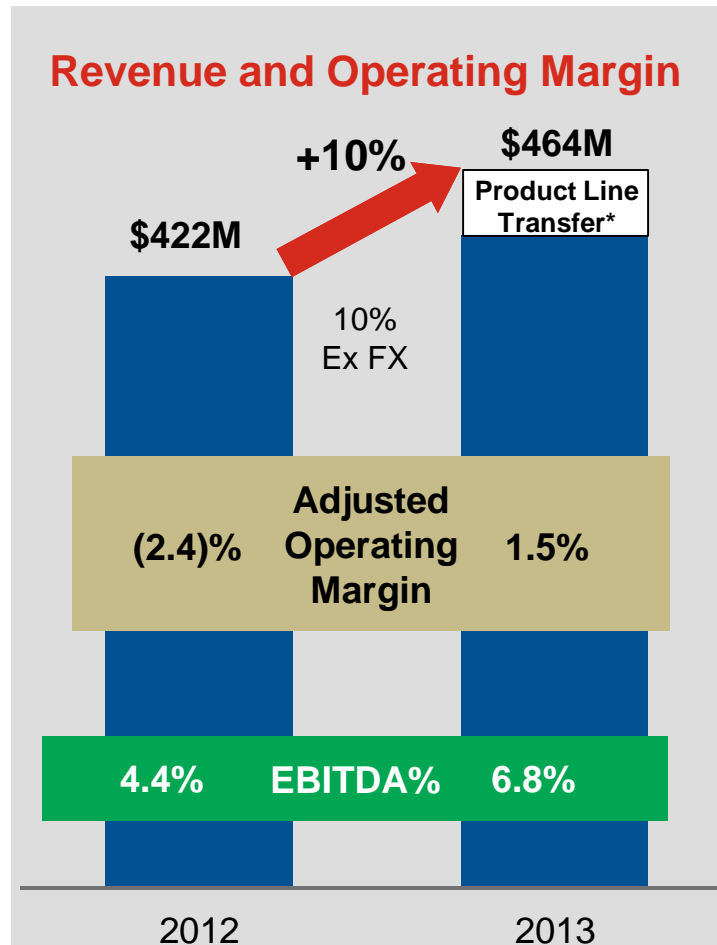 Revenue and Operating Margin
+10%
$464M
Product Line
Transfer*
$422M
10%
Ex FX
Adjusted
(2.4)% Operating 1.5%
Margin
4.4% EBITDA% 6.8%
2012 2013